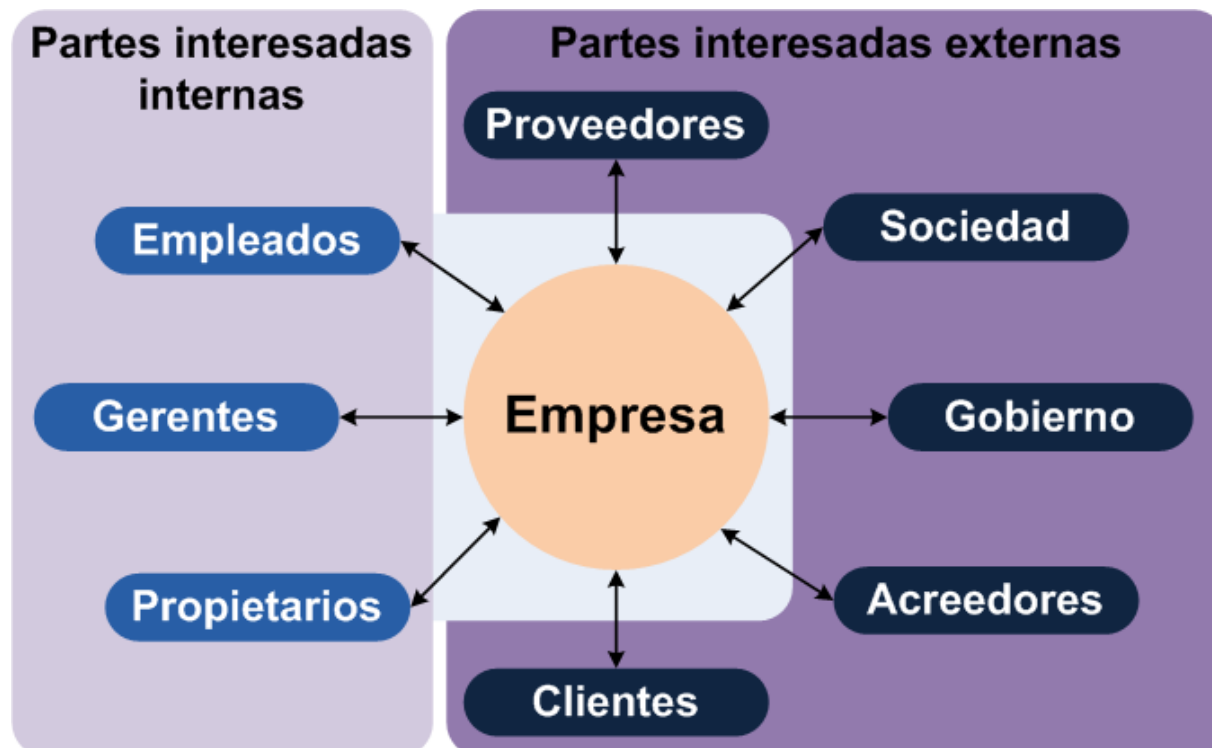 Partes interesadas
internas
Partes interesadas externas
Proveedores
Empleados
Sociedad
Gerentes
Empresa
Gobierno
Propietarios
Acreedores
Clientes